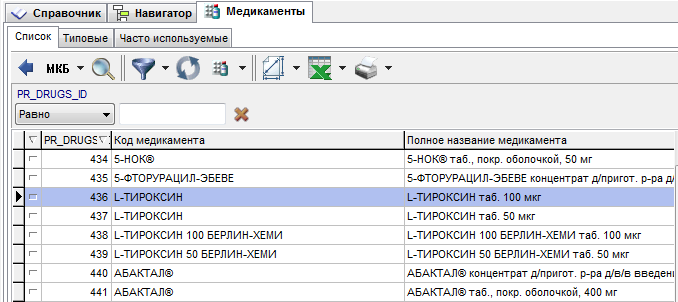 Справочник Навигатор Медикаменты
Список Типовые Часто используемые
МКБ
PR_DRUGS_ID
Равно
PR_DRUGS Код медикамента Полное название медикамента
434 5-НОК® 5-НОК® таб., покр. оболочкой, 50 мг
435 5-ФТОРУРАЦИЛ-ЭБЕВЕ 5-ФТОРУРАЦИЛ-ЭБЕВЕ концентрат д/пригот. р-ра д/
436 L-ТИРОКСИН L-ТИРОКСИН таб. 100 мкг
437 L-ТИРОКСИН L-ТИРОКСИН таб. 50 мкг
438 L-ТИРОКСИН 100 БЕРЛИН-ХЕМИ L-ТИРОКСИН 100 БЕРЛИН-ХЕМИ таб. 100 мкг
439 L-ТИРОКСИН 50 БЕРЛИН-ХЕМИ L-ТИРОКСИН 50 БЕРЛИН-ХЕМИ таб. 50 мкг
440 АБАКТАЛ® АБАКТАЛ® концентрат д/пригот. р-ра д/в/в введени
441 АБАКТАЛ® АБАКТАЛ® таб., покр. оболочкой, 400 мг